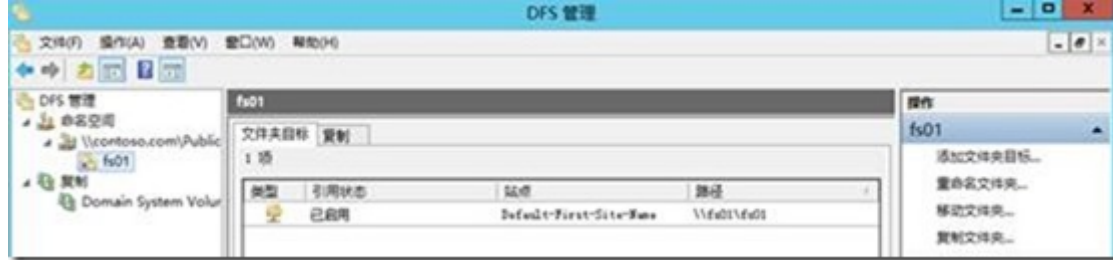 DFS 管理
文件(F) 操作(A) 查看(V) 窗口(W) 帮助(H)
DFS 管理
命名空间
\\contoso.com\Public
fs01
复制
Domain System Volur
fs01
文件夹目标 复制
1 项
类型 引用状态 站点 路径
已启用 Default-First-Site-Name \\fs01\fs01
操作
fs01
添加文件夹目标...
重命名文件夹...
移动文件夹...
复制文件夹...